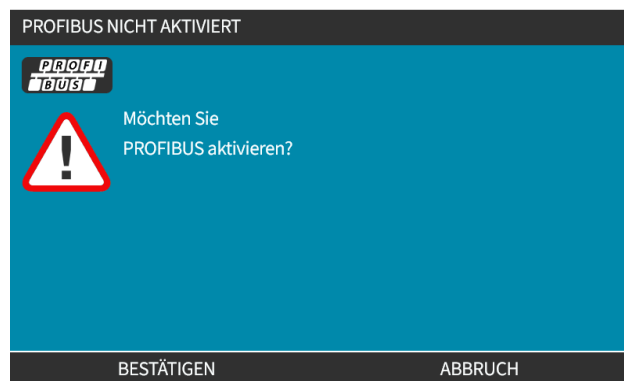 PROFIBUS NICHT AKTIVIERT
PROFI
BUS
Möchten Sie
PROFIBUS aktivieren?
BESTÄTIGEN ABBRUCH